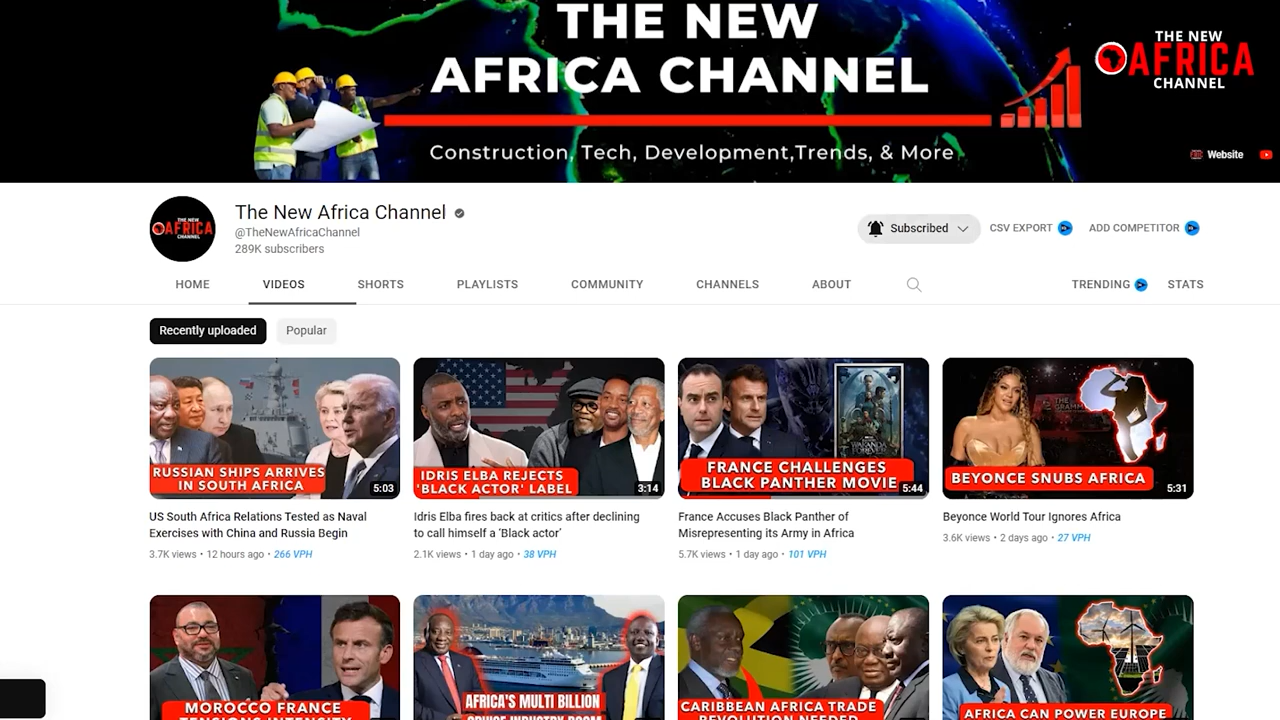 THE NEW
AFRICA CHANNEL
Construction, Tech, Development,Trends, & More
THE NEW
AFRICA
CHANNEL
Website
THE NEW
AFRICA
CHANNEL
The New Africa Channel
@TheNewAfricaChannel
289K subscribers
Subscribed
CSV EXPORT
ADD COMPETITOR
HOME
VIDEOS
SHORTS
PLAYLISTS
COMMUNITY
CHANNELS
ABOUT
TRENDING
STATS
Recently uploaded
Popular
RUSSIAN SHIPS ARRIVES
IN SOUTH AFRICA
5:03
IDRIS ELBA REJECTS
'BLACK ACTOR' LABEL
3:14
FRANCE CHALLENGES
BLACK PANTHER MOVIE
5:44
BEYONCE SNUBS AFRICA
5:31
US South Africa Relations Tested as Naval
Exercises with China and Russia Begin
3.7K views • 12 hours ago • 266 VPH
Idris Elba fires back at critics after declining
to call himself a 'Black actor'
2.1K views • 1 day ago • 38 VPH
France Accuses Black Panther of
Misrepresenting its Army in Africa
5.7K views • 1 day ago • 101 VPH
Beyonce World Tour Ignores Africa
3.6K views • 2 days ago • 27 VPH
MOROCCO FRANCE
TENSIONS INTENSITY
AFRICA'S MULTI BILLION
CRUISE INDUSTRY BOOM
CARIBBEAN AFRICA TRADE
REVOLUTION NEEDED
AFRICA CAN POWER EUROPE